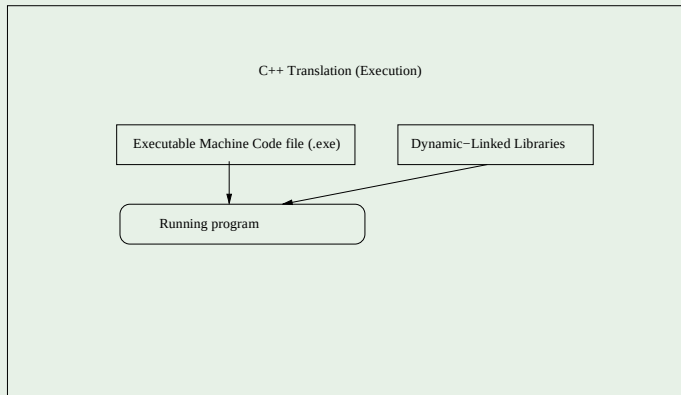 C++ Translation (Execution)
Executable Machine Code file (.exe)
Dynamic−Linked Libraries
Running program